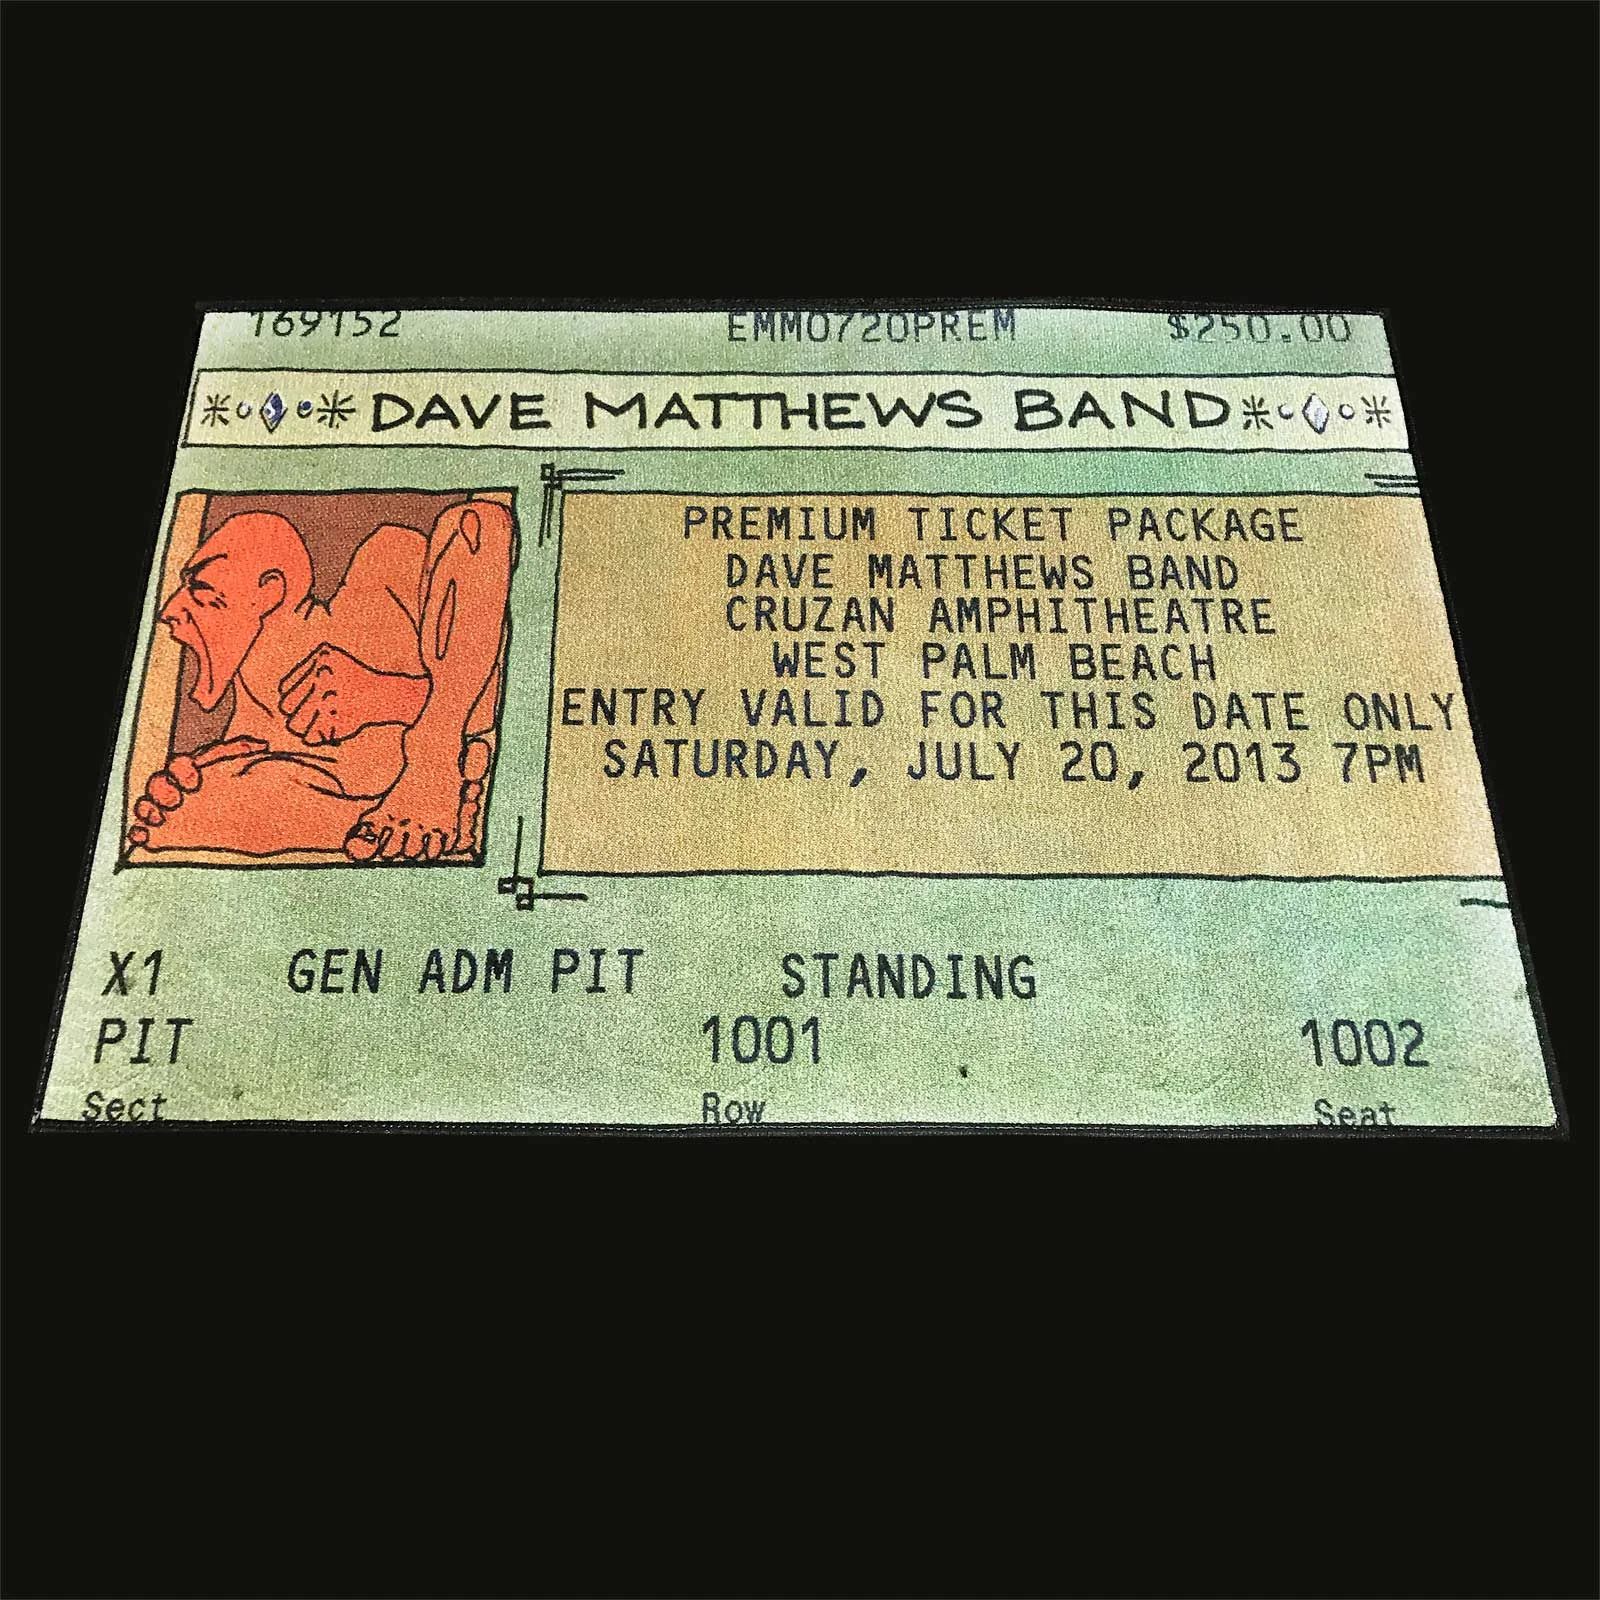 169152 EMM0720PREM $250.00
DAVE MATTHEWS BAND
PREMIUM TICKET PACKAGE
DAVE MATTHEWS BAND
CRUZAN AMPHITHEATRE
WEST PALM BEACH
ENTRY VALID FOR THIS DATE ONLY
SATURDAY, JULY 20, 2013 7PM
X1 GEN ADM PIT STANDING
PIT 1001 1002
Sect Row Seat